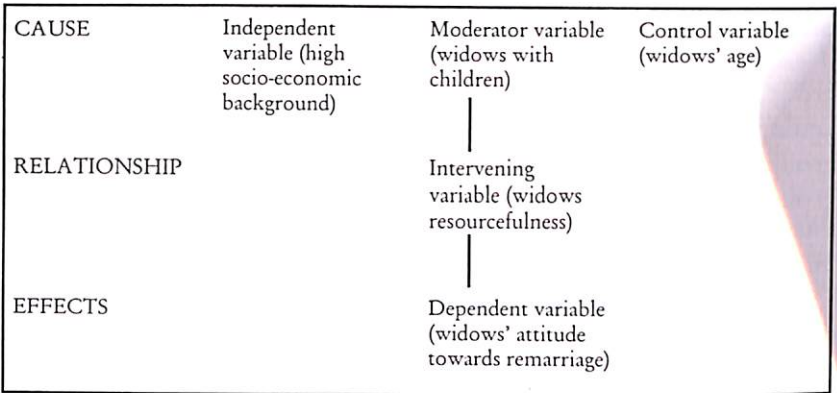 CAUSE
Independent
variable (high
socio-economic
background)
Moderator variable
(widows with
children)
Control variable
(widows' age)
RELATIONSHIP
Intervening
variable (widows
resourcefulness)
EFFECTS
Dependent variable
(widows' attitude
towards remarriage)